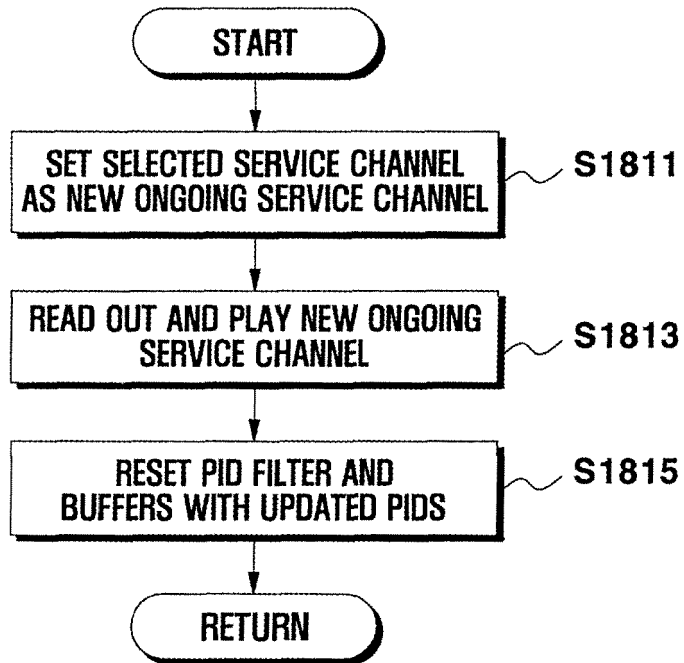 START
SET SELECTED SERVICE CHANNEL
AS NEW ONGOING SERVICE CHANNEL
S1811
READ OUT AND PLAY NEW ONGOING
SERVICE CHANNEL
S1813
RESET PID FILTER AND
BUFFERS WITH UPDATED PIDS
S1815
RETURN